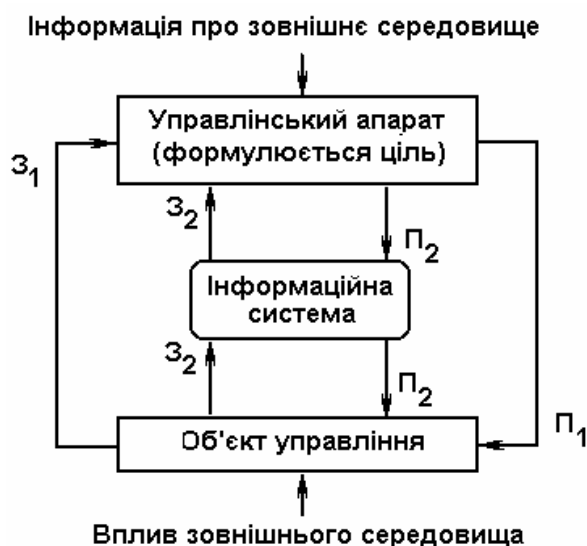 Інформація про зовнішнє середовище
Управлінський апарат
(формулюється ціль)
З₁
З₂
П₂
Інформаційна
система
З₂
П₂
П₁
Об'єкт управління
Вплив зовнішнього середовища